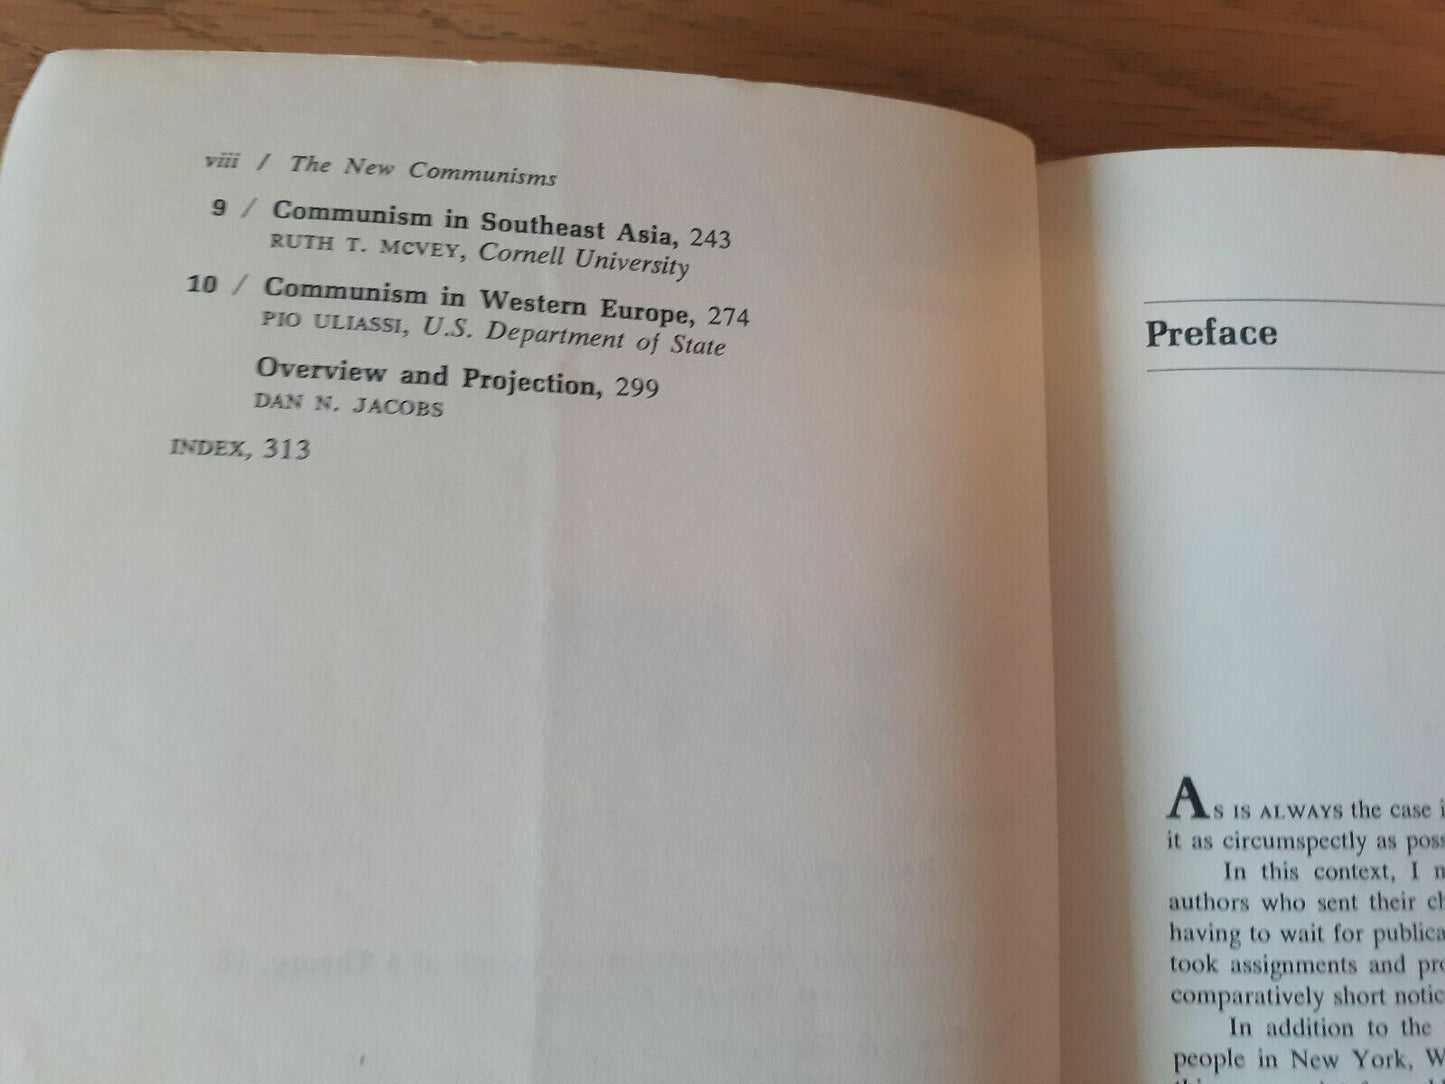 viii / The New Communisms
9 / Communism in Southeast Asia, 243
RUTH T. McVEY, Cornell University
10 / Communism in Western Europe, 274
PIO ULIASSI, U.S. Department of State
Overview and Projection, 299
DAN N. JACOBS
INDEX, 313
Preface
AS IS ALWAYS the case
it as circumspectly as
In this context, I
authors who sent their
having to wait for
took assignments and
comparatively short
In addition to the
people in New York,